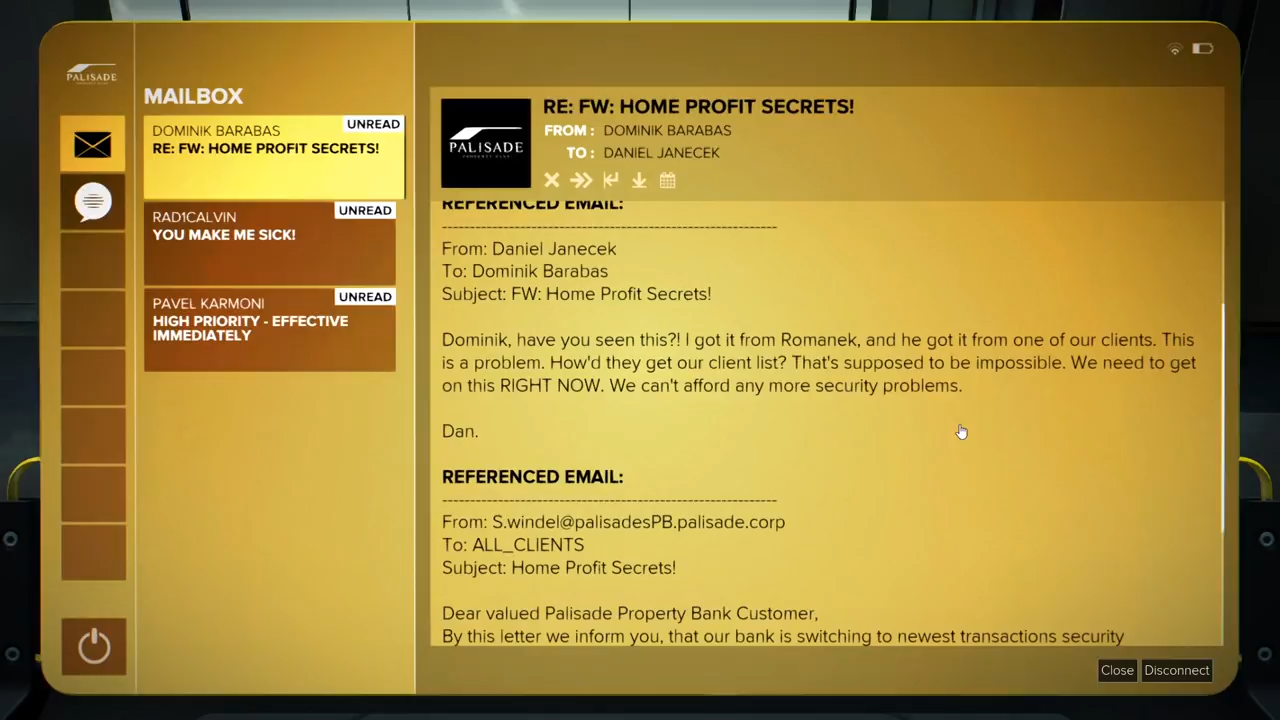 PALISADE
MAILBOX
DOMINIK BARABAS
UNREAD
RE: FW: HOME PROFIT SECRETS!
RAD1CALVIN
UNREAD
YOU MAKE ME SICK!
PAVEL KARMONI
UNREAD
HIGH PRIORITY - EFFECTIVE
IMMEDIATELY
PALISADE
RE: FW: HOME PROFIT SECRETS!
FROM : DOMINIK BARABAS
TO : DANIEL JANECEK
REFERENCED EMAIL:
------------------------------------------------------------
From: Daniel Janecek
To: Dominik Barabas
Subject: FW: Home Profit Secrets!
Dominik, have you seen this?! I got it from Romanek, and he got it from one of our clients. This
is a problem. How'd they get our client list? That's supposed to be impossible. We need to get
on this RIGHT NOW. We can't afford any more security problems.
Dan.
REFERENCED EMAIL:
------------------------------------------------------------
From: S.windel@palisadesPB.palisade.corp
To: ALL_CLIENTS
Subject: Home Profit Secrets!
Dear valued Palisade Property Bank Customer,
By this letter we inform you, that our bank is switching to newest transactions security
Close
Disconnect